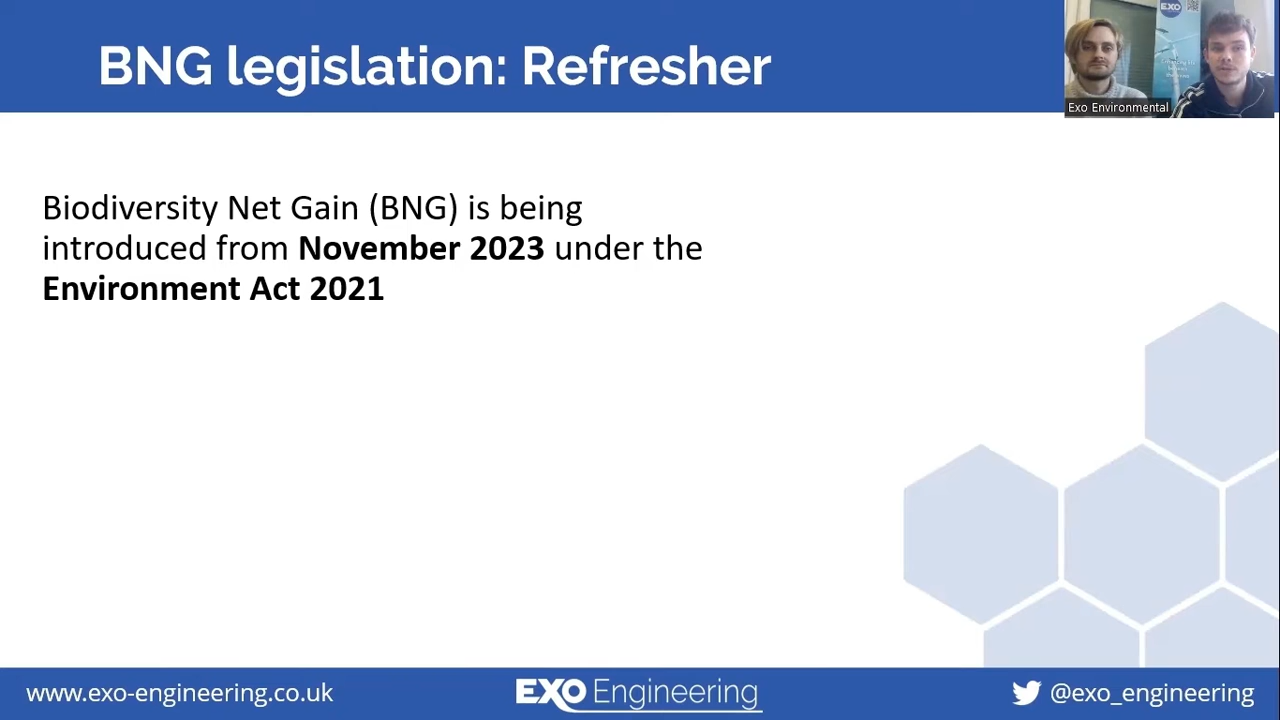 BNG legislation: Refresher
EXO
Exo Environmental
Biodiversity Net Gain (BNG) is being
introduced from November 2023 under the
Environment Act 2021
www.exo-engineering.co.uk
EXO Engineering
@exo_engineering